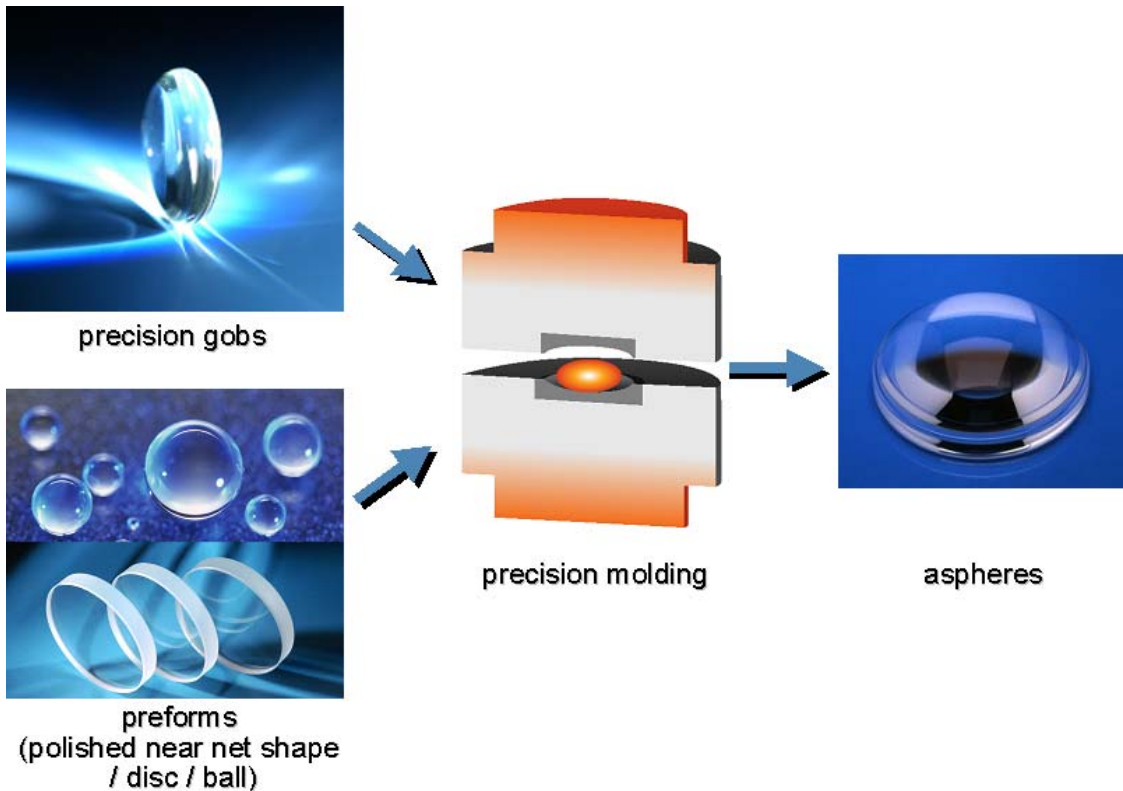 precision gobs
preforms
(polished near net shape
/ disc / ball)
precision molding
aspheres